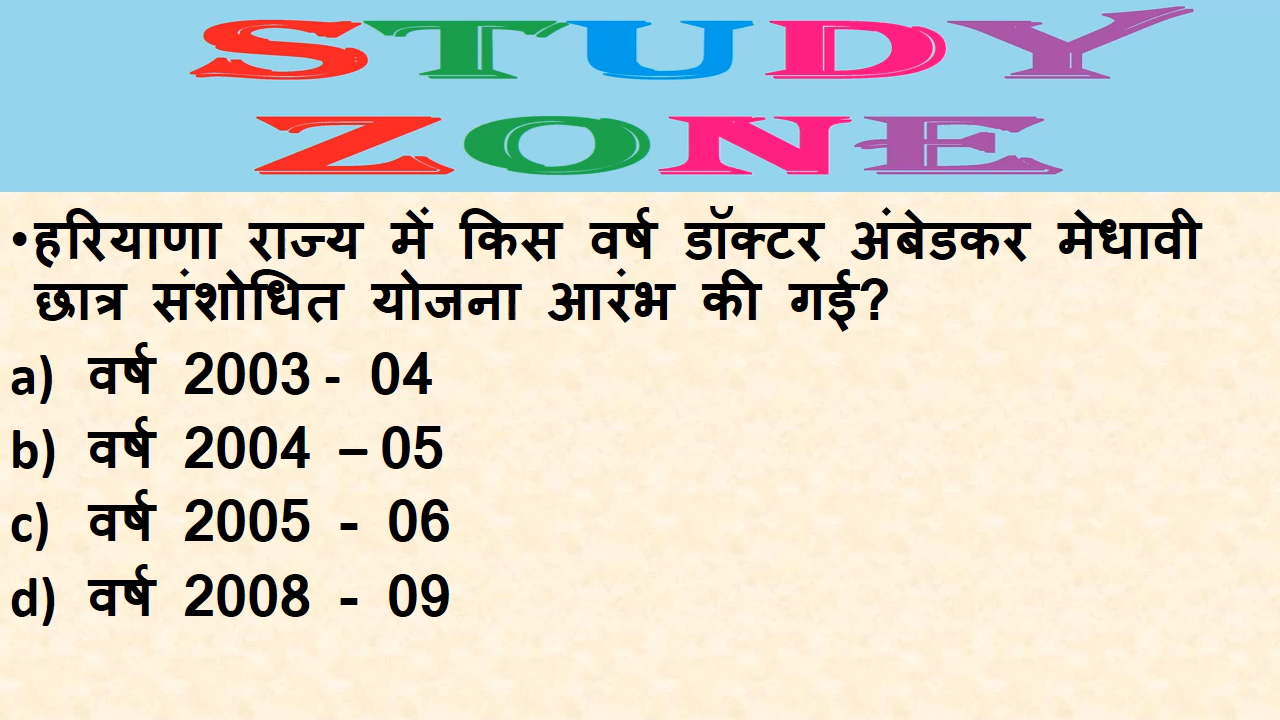 STUDY
ZONE
•हरियाणा राज्य में किस वर्ष डॉक्टर अंबेडकर मेधावी
छात्र संशोधित योजना आरंभ की गई?
a) वर्ष 2003 - 04
b) वर्ष 2004 – 05
c) वर्ष 2005 - 06
d) वर्ष 2008 - 09